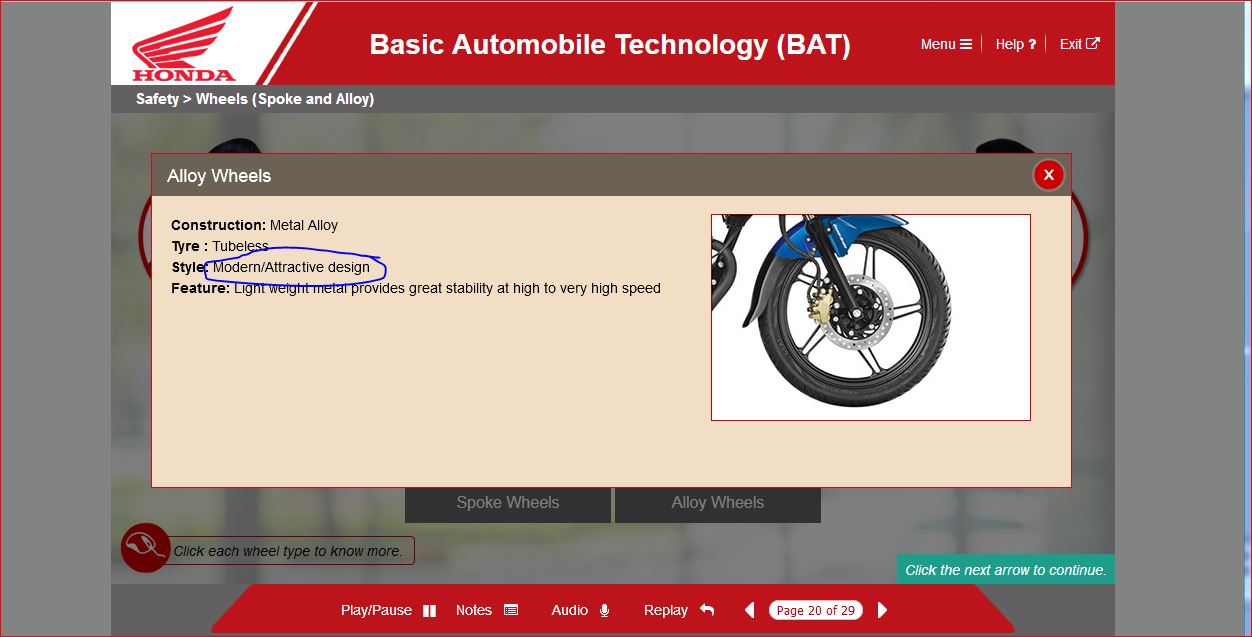 HONDA
Basic Automobile Technology (BAT)
Menu
Help ?
Exit
Safety > Wheels (Spoke and Alloy)
Alloy Wheels
X
Construction: Metal Alloy
Tyre : Tubeless
Style: Modern/Attractive design
Feature: Light weight metal provides great stability at high to very high speed
Spoke Wheels
Alloy Wheels
Click each wheel type to know more.
Click the next arrow to continue.
Play/Pause
Notes
Audio
Replay
Page 20 of 29